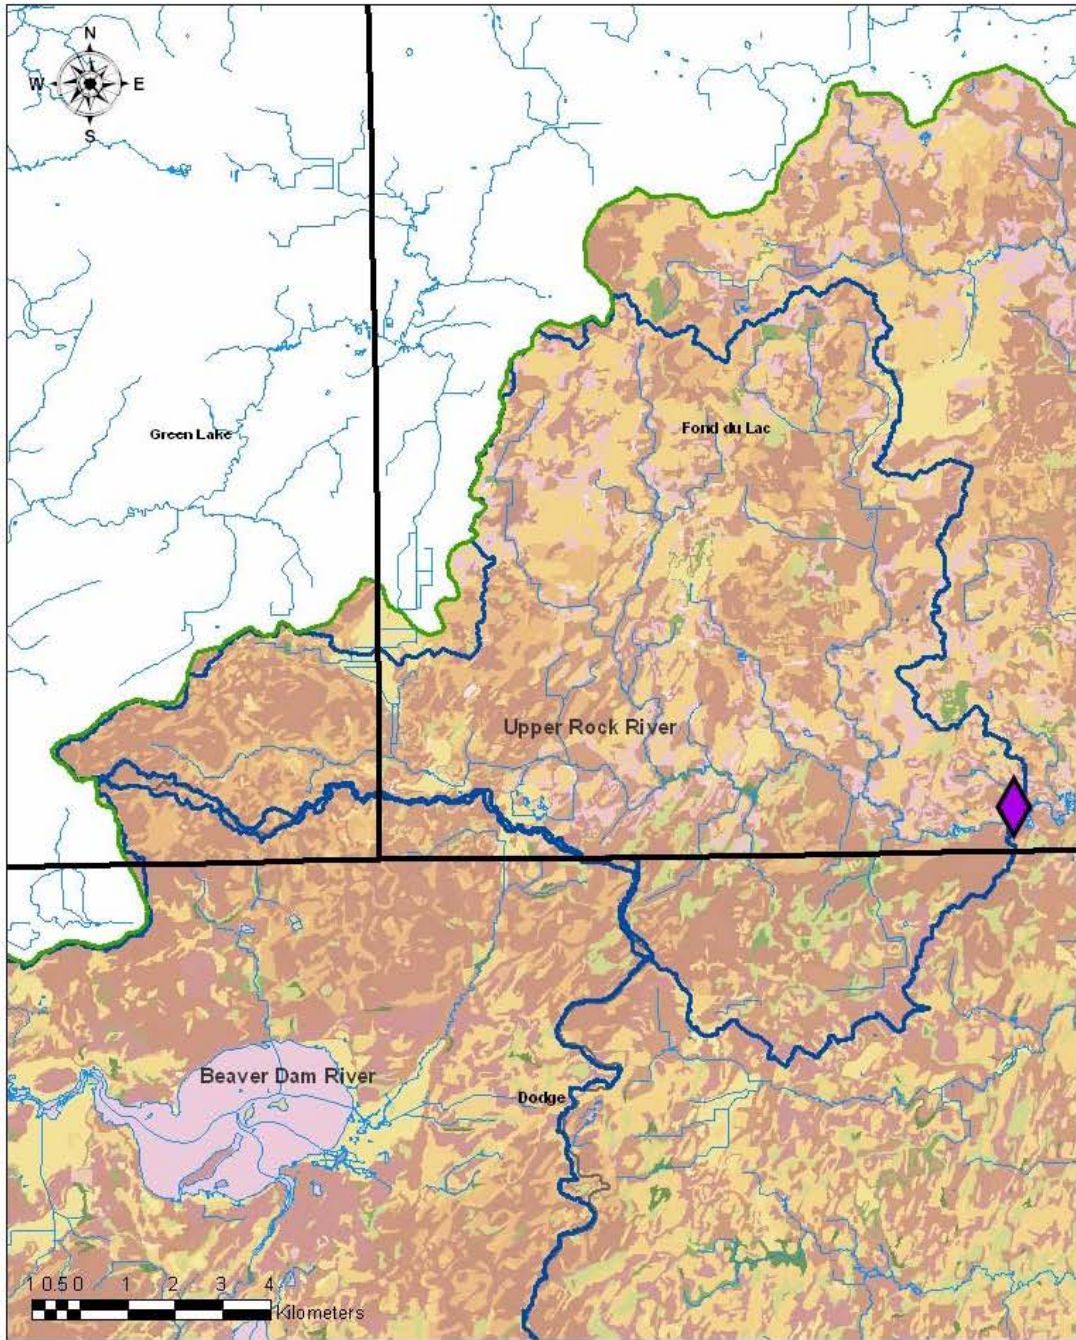 N
W E
S
Green Lake
Fond du Lac
Upper Rock River
Beaver Dam River
Dodge
1 0.5 0 1 2 3 4
Kilometers